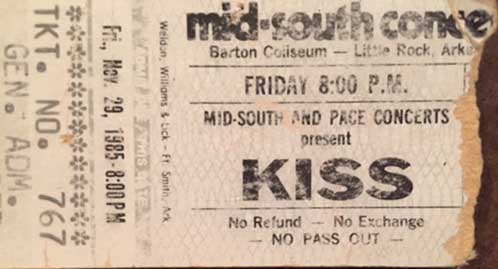 TKT. NO. 767
GEN. ADM.
Fri., Nov. 29, 1985-8:00 PM
Weldon, Williams & Lick – Ft. Smith, Ark.
mid-south conce
Barton Coliseum — Little Rock, Arka
FRIDAY 8:00 P.M.
MID-SOUTH AND PACE CONCERTS
present
KISS
No Refund — No Exchange
— NO PASS OUT —